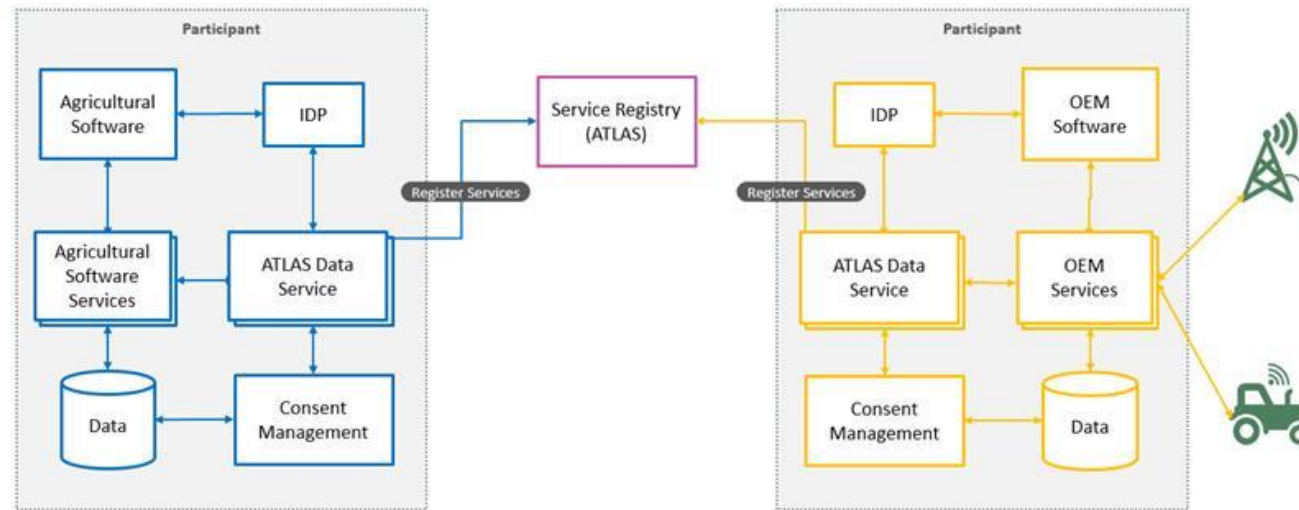 Participant
Agricultural
Software
IDP
Agricultural
Software
Services
ATLAS Data
Service
Data
Consent
Management
Register Services
Service Registry
(ATLAS)
Register Services
Participant
IDP
OEM
Software
ATLAS Data
Service
OEM
Services
Consent
Management
Data